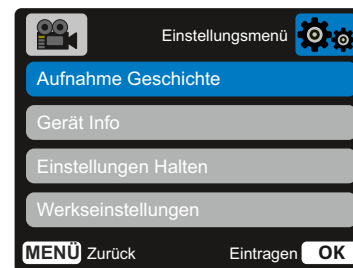 Einstellungsmenü
Aufnahme Geschichte
Gerät Info
Einstellungen Halten
Werkseinstellungen
MENÜ Zurück Eintragen OK